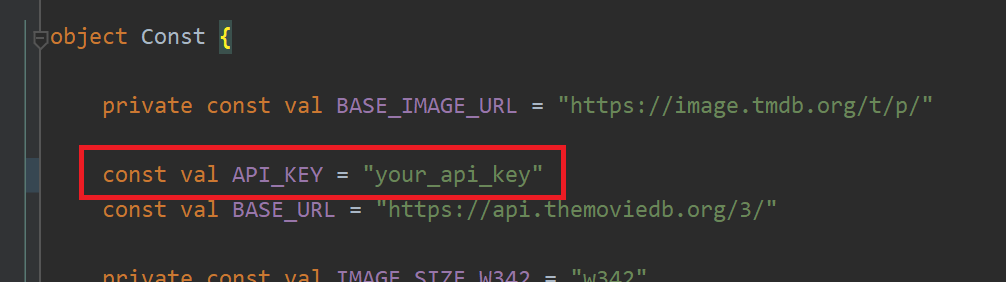 object Const {
private const val BASE_IMAGE_URL = "https://image.tmdb.org/t/p/"
const val API_KEY = "your_api_key"
const val BASE_URL = "https://api.themoviedb.org/3/"
private const val IMAGE_SIZE_W342 = "w342"